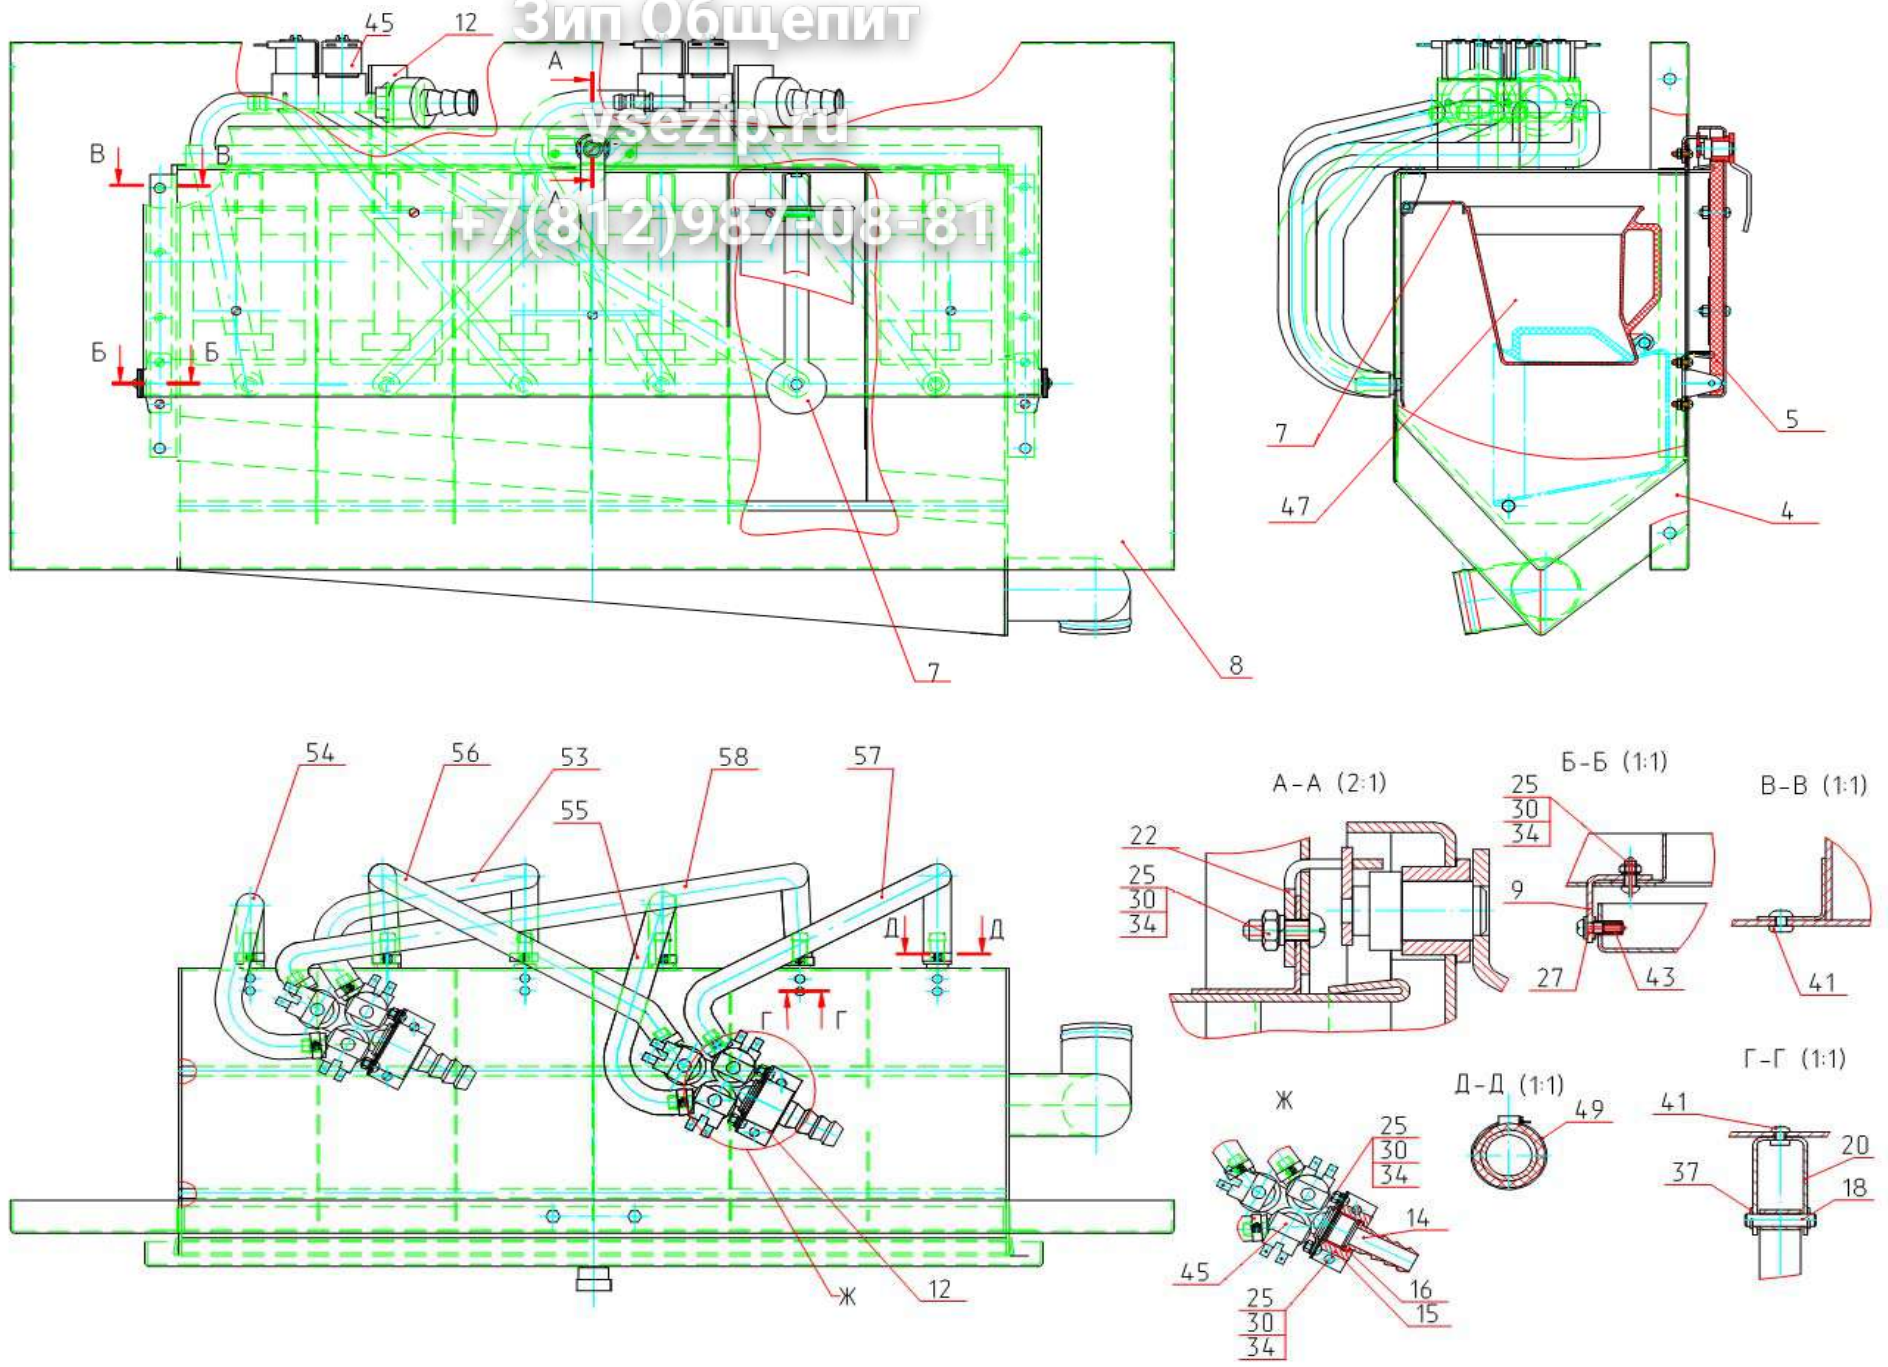 Зип Общепит
45
12
A
vsezip.ru
В
В
A
+7(812)987-08-81
Б
Б
7
5
47
4
7
8
54
56
53
58
57
55
Д
Д
Г
Г
Ж
12
А-А (2:1)
22
25
30
34
Б-Б (1:1)
25
30
34
9
27
43
В-В (1:1)
41
Ж
25
30
34
14
45
16
15
25
30
34
Д-Д (1:1)
49
Г-Г (1:1)
41
20
37
18